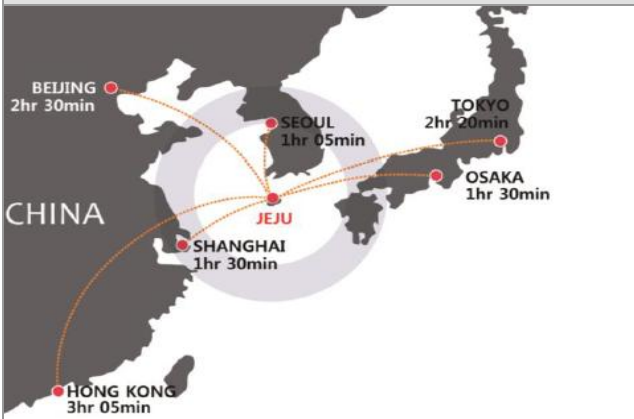 BEIJING
2hr 30min
SEOUL
1hr 05min
TOKYO
2hr 20min
OSAKA
1hr 30min
CHINA
JEJU
SHANGHAI
1hr 30min
HONG KONG
3hr 05min